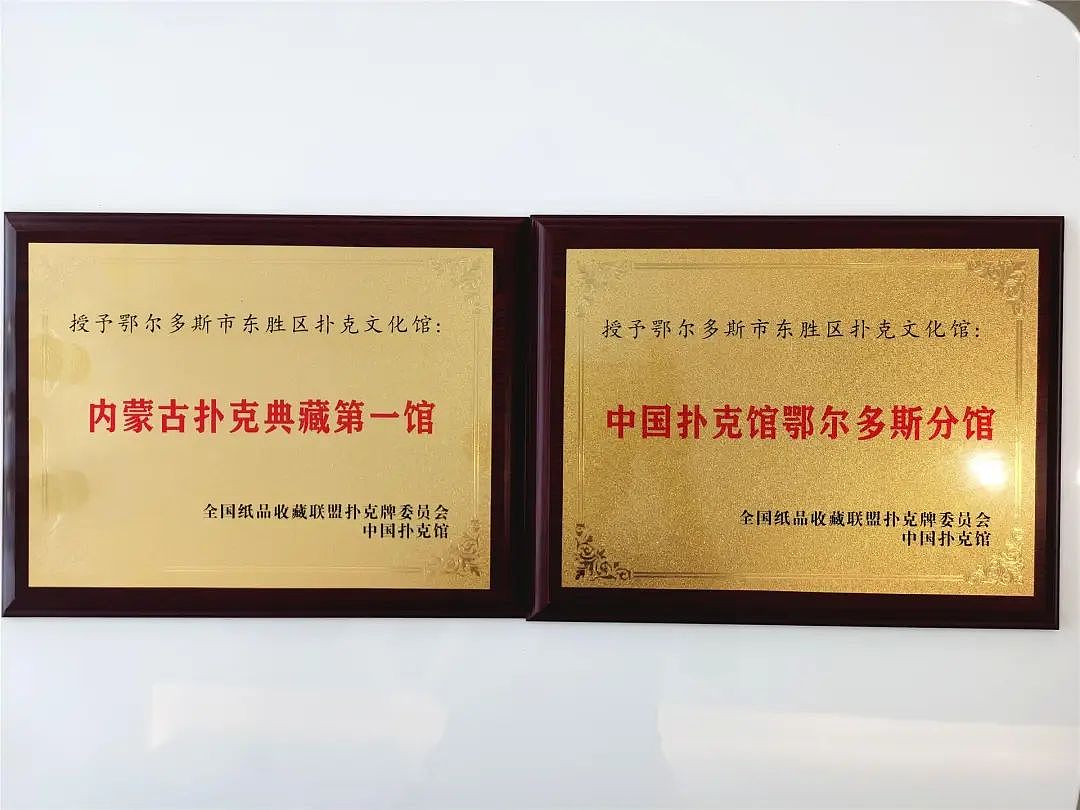 授予鄂尔多斯市东胜区扑克文化馆:
内蒙古扑克典藏第一馆
全国纸品收藏联盟扑克牌委员会
中国扑克馆
授予鄂尔多斯市东胜区扑克文化馆:
中国扑克馆鄂尔多斯分馆
全国纸品收藏联盟扑克牌委员会
中国扑克馆